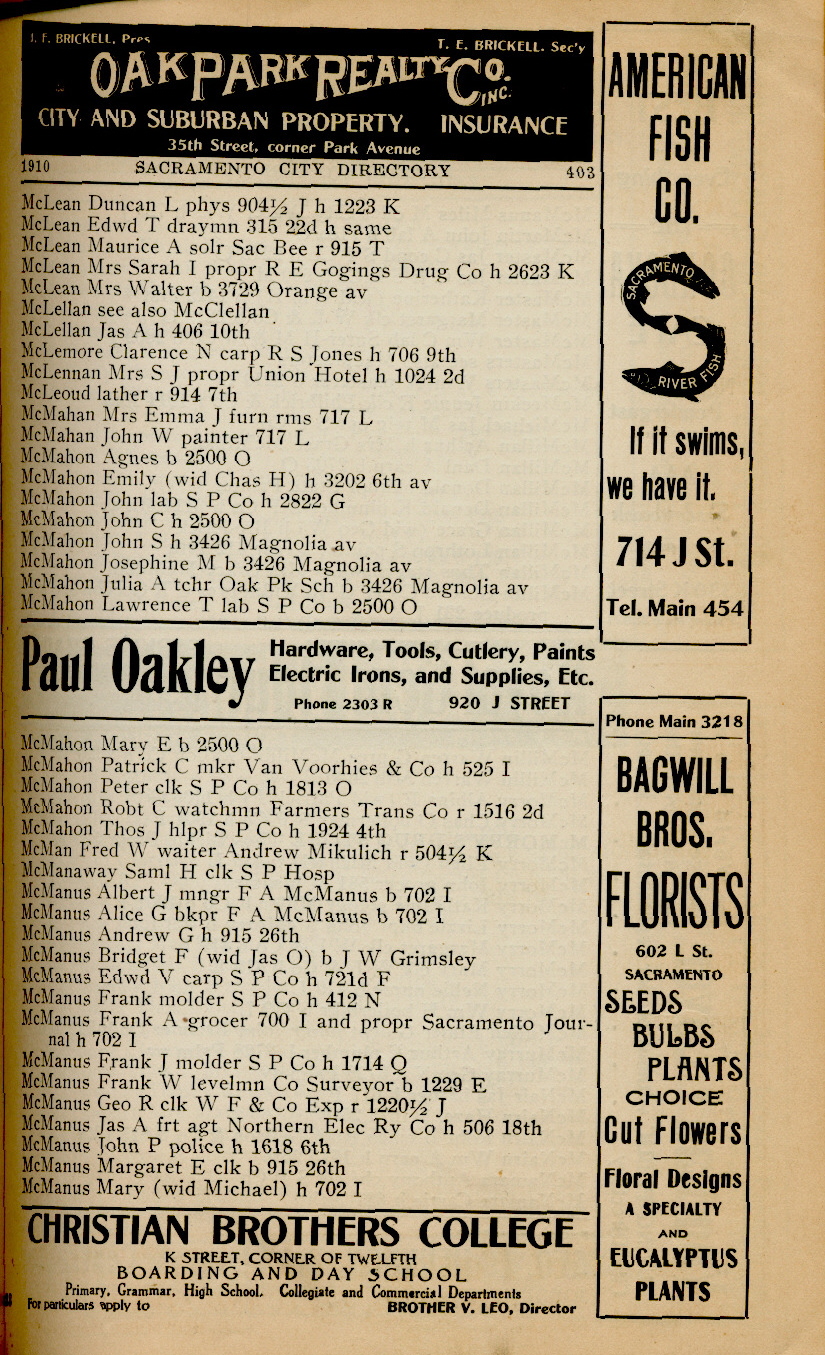 J. F. BRICKELL, Pres
T. E. BRICKELL. Sec'y
OAK PARK REALTY CO. INC.
CITY AND SUBURBAN PROPERTY. INSURANCE
35th Street, corner Park Avenue
1910 SACRAMENTO CITY DIRECTORY 403
McLean Duncan L phys 904½ J h 1223 K
McLean Edwd T draymn 315 22d h same
McLean Maurice A solr Sac Bee r 915 T
McLean Mrs Sarah I propr R E Gogings Drug Co h 2623 K
McLean Mrs Walter b 3729 Orange av
McLellan see also McClellan
McLellan Jas A h 406 10th
McLemore Clarence N carp R S Jones h 706 9th
McLennan Mrs S J propr Union Hotel h 1024 2d
McLeoud lather r 914 7th
McMahan Mrs Emma J furn rms 717 L
McMahan John W painter 717 L
McMahon Agnes b 2500 O
McMahon Emily (wid Chas H) h 3202 6th av
McMahon John lab S P Co h 2822 G
McMahon John C h 2500 O
McMahon John S h 3426 Magnolia av
McMahon Josephine M b 3426 Magnolia av
McMahon Julia A tchr Oak Pk Sch b 3426 Magnolia av
McMahon Lawrence T lab S P Co b 2500 O
Paul Oakley
Hardware, Tools, Cutlery, Paints
Electric Irons, and Supplies, Etc.
Phone 2303 R 920 J STREET
McMahon Mary E b 2500 O
McMahon Patrick C mkr Van Voorhies & Co h 525 I
McMahon Peter clk S P Co h 1813 O
McMahon Robt C watchmn Farmers Trans Co r 1516 2d
McMahon Thos J hlpr S P Co h 1924 4th
McMan Fred W waiter Andrew Mikulich r 504½ K
McManaway Saml H clk S P Hosp
McManus Albert J mngr F A McManus b 702 I
McManus Alice G bkpr F A McManus b 702 I
McManus Andrew G h 915 26th
McManus Bridget F (wid Jas O) b J W Grimsley
McManus Edwd V carp S P Co h 721d F
McManus Frank molder S P Co h 412 N
McManus Frank A grocer 700 I and propr Sacramento Jour-
nal h 702 I
McManus Frank J molder S P Co h 1714 Q
McManus Frank W levelmn Co Surveyor b 1229 E
McManus Geo R clk W F & Co Exp r 1220½ J
McManus Jas A frt agt Northern Elec Ry Co h 506 18th
McManus John P police h 1618 6th
McManus Margaret E clk b 915 26th
McManus Mary (wid Michael) h 702 I
CHRISTIAN BROTHERS COLLEGE
K STREET, CORNER OF TWELFTH
BOARDING AND DAY SCHOOL
Primary, Grammar, High School. Collegiate and Commercial Departments
For particulars apply to BROTHER V. LEO, Director
AMERICAN
FISH
CO.
SACRAMENTO
RIVER FISH
If it swims,
we have it.
714 J St.
Tel. Main 454
Phone Main 3218
BAGWILL
BROS.
FLORISTS
602 L St.
SACRAMENTO
SEEDS
BULBS
PLANTS
CHOICE
Cut Flowers
Floral Designs
A SPECIALTY
AND
EUCALYPTUS
PLANTS